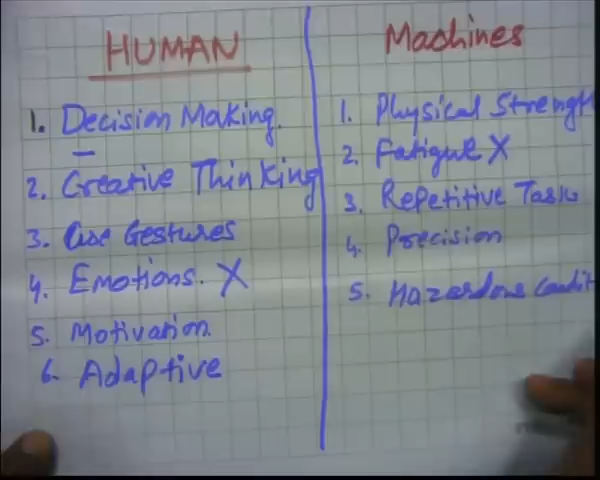 HUMAN
1. Decision Making.
2. Creative Thinking
3. Use Gestures
4. Emotions. X
5. Motivation.
6. Adaptive
Machines
1. Physical Strength
2. Fatigue X
3. Repetitive Tasks
4. Precision
5. Hazardous Condit